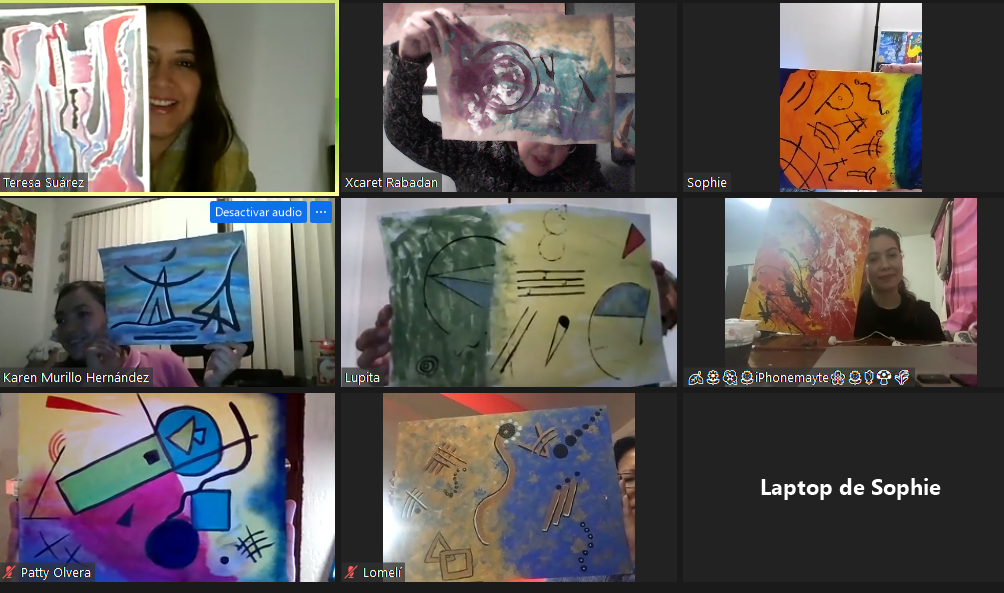 Teresa Suárez
Xcaret Rabadan
Sophie
Desactivar audio ...
Karen Murillo Hernández
Lupita
iPhonemayte
Patty Olvera
Lomelí
Laptop de Sophie